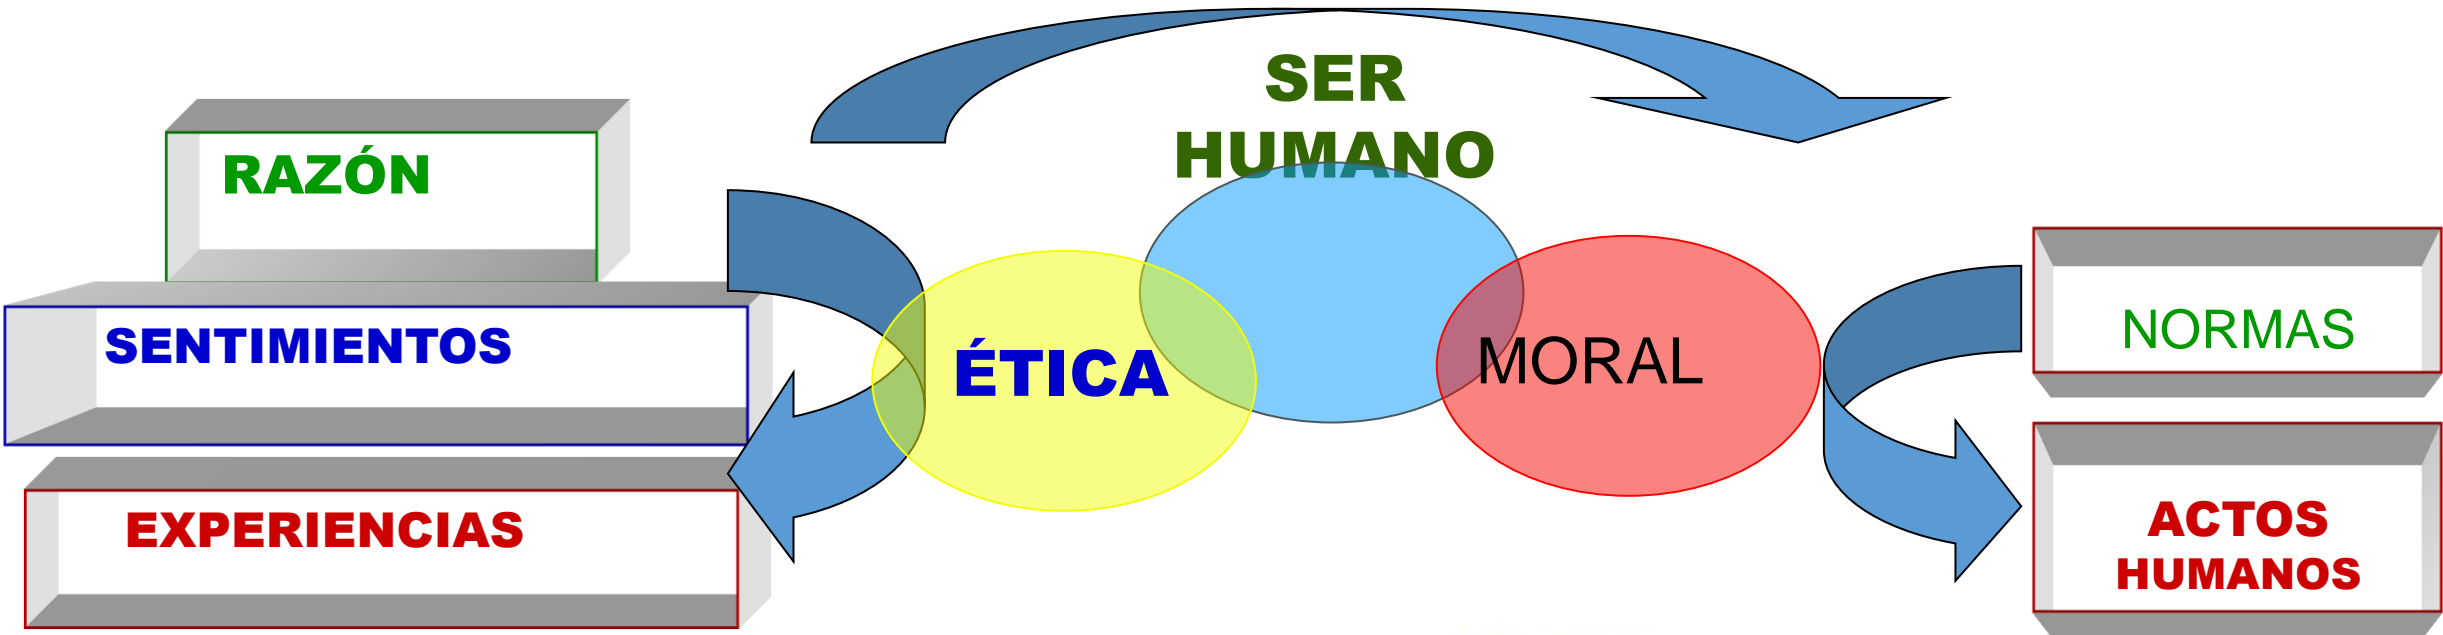 SER
HUMANO
RAZÓN
SENTIMIENTOS
EXPERIENCIAS
ÉTICA
MORAL
NORMAS
ACTOS
HUMANOS